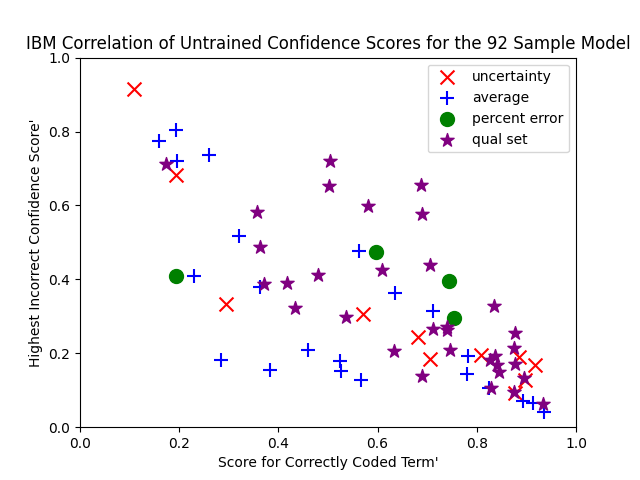 IBM Correlation of Untrained Confidence Scores for the 92 Sample Model
1.0
0.8
0.6
0.4
0.2
0.0
Highest Incorrect Confidence Score'
uncertainty
average
percent error
qual set
0.0 0.2 0.4 0.6 0.8 1.0
Score for Correctly Coded Term'